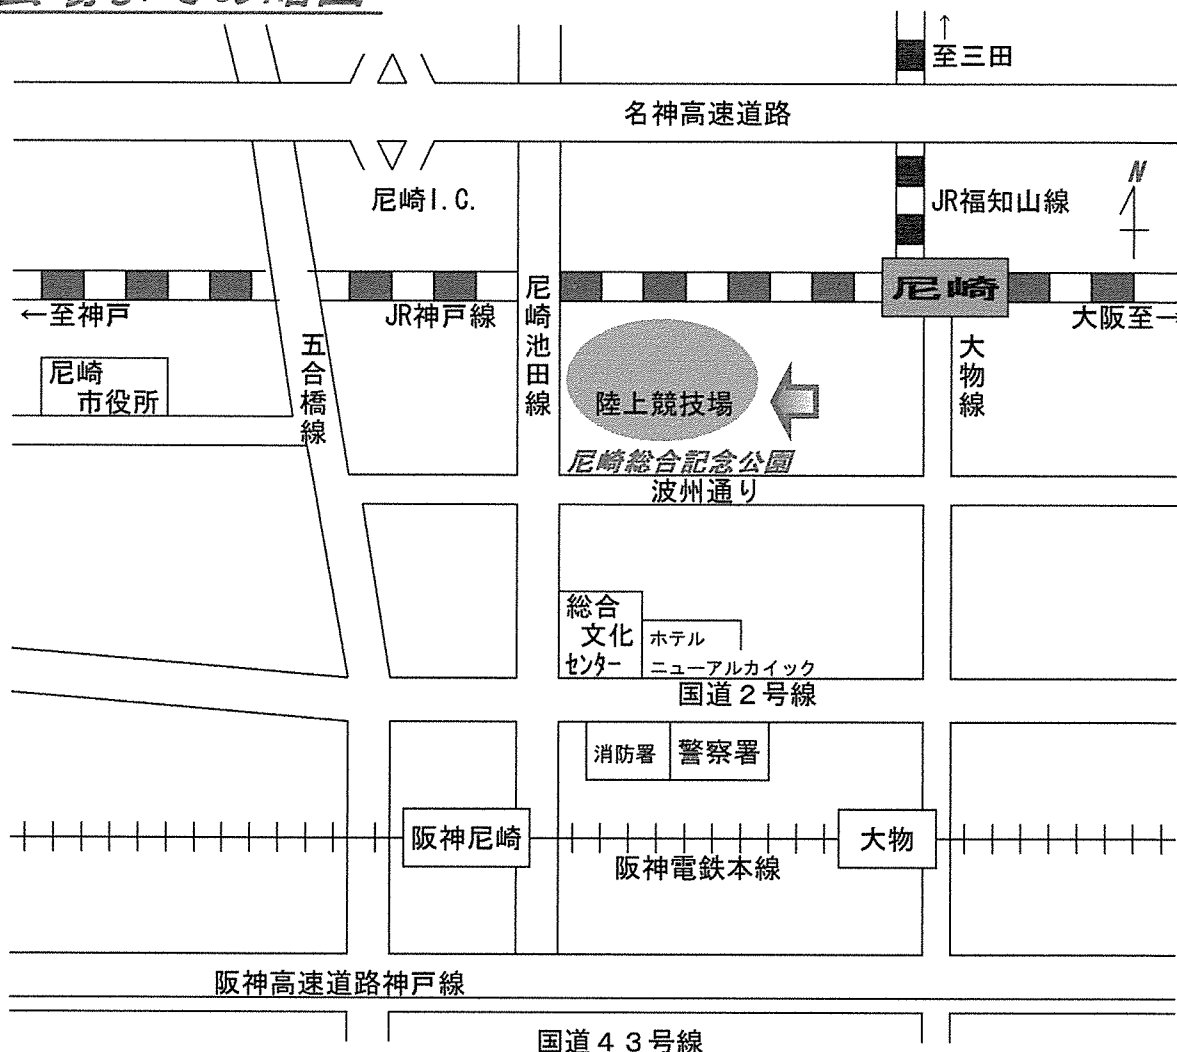 ↑
至三田
名神高速道路
尼崎I.C.
JR福知山線
N
尼崎
←至神戸
JR神戸線
大阪至→
尼崎池田線
五合橋線
大物線
尼崎
市役所
陸上競技場
尼崎総合記念公園
波州通り
総合
文化
センター
ホテル
ニューアルカイック
国道2号線
消防署
警察署
阪神尼崎
大物
阪神電鉄本線
阪神高速道路神戸線
国道43号線